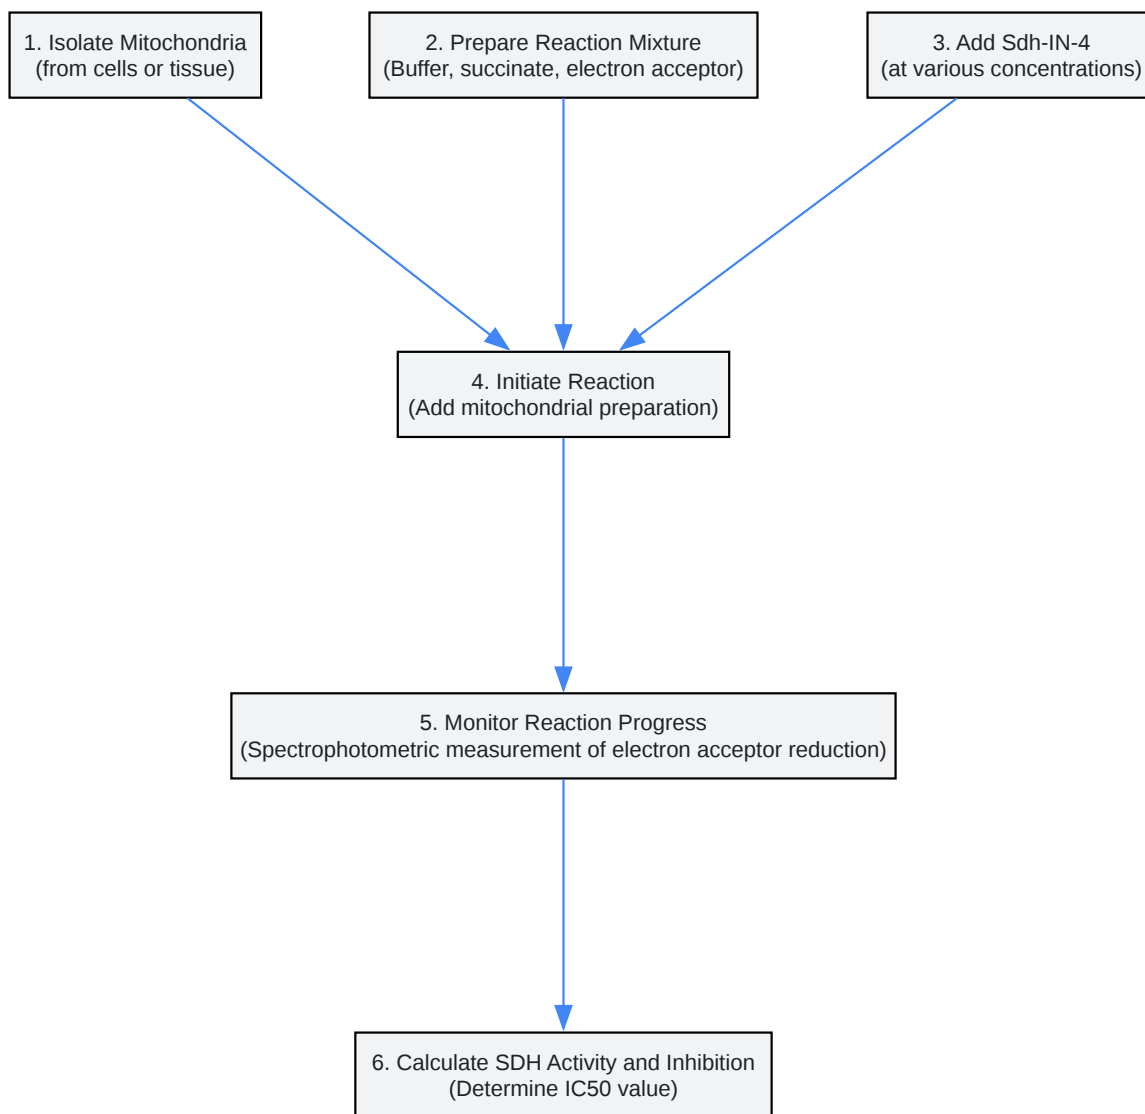 1. Isolate Mitochondria
(from cells or tissue)
2. Prepare Reaction Mixture
(Buffer, succinate, electron acceptor)
3. Add Sdh-IN-4
(at various concentrations)
4. Initiate Reaction
(Add mitochondrial preparation)
5. Monitor Reaction Progress
(Spectrophotometric measurement of electron acceptor reduction)
6. Calculate SDH Activity and Inhibition
(Determine IC50 value)